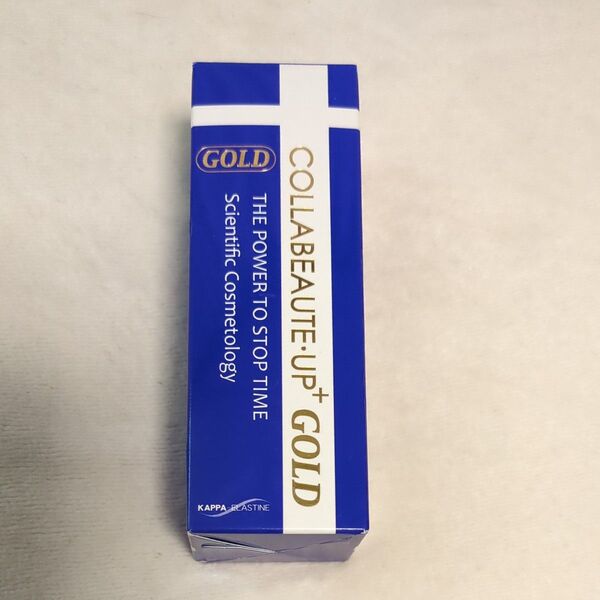 GOLD
COLLABEAUTE·UP+ GOLD
THE POWER TO STOP TIME
Scientific Cosmetology
KAPPA-ELASTINE